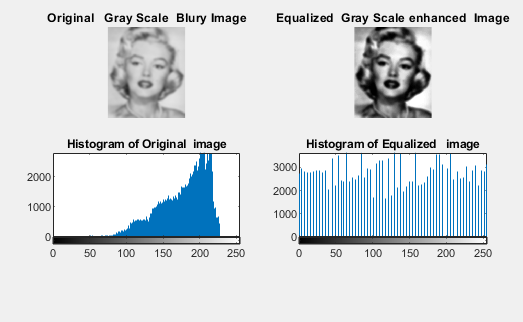 Original Gray Scale Blury Image
Equalized Gray Scale enhanced Image
Histogram of Original image
2000
1000
0
0 50 100 150 200 250
Histogram of Equalized image
3000
2000
1000
0
0 50 100 150 200 250